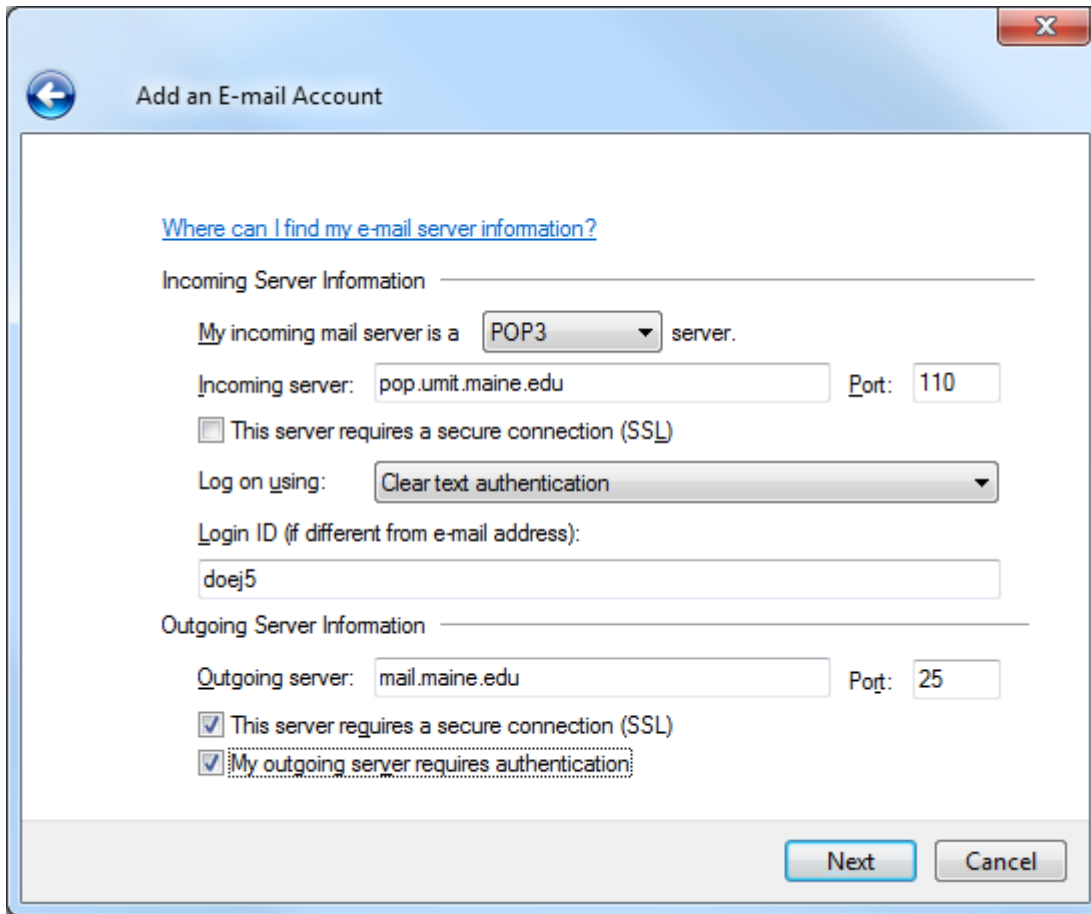 Add an E-mail Account
Where can I find my e-mail server information?
Incoming Server Information
My incoming mail server is a POP3 server.
Incoming server: pop.umit.maine.edu Port: 110
This server requires a secure connection (SSL)
Log on using: Clear text authentication
Login ID (if different from e-mail address):
doej5
Outgoing Server Information
Outgoing server: mail.maine.edu Port: 25
This server requires a secure connection (SSL)
My outgoing server requires authentication
Next Cancel